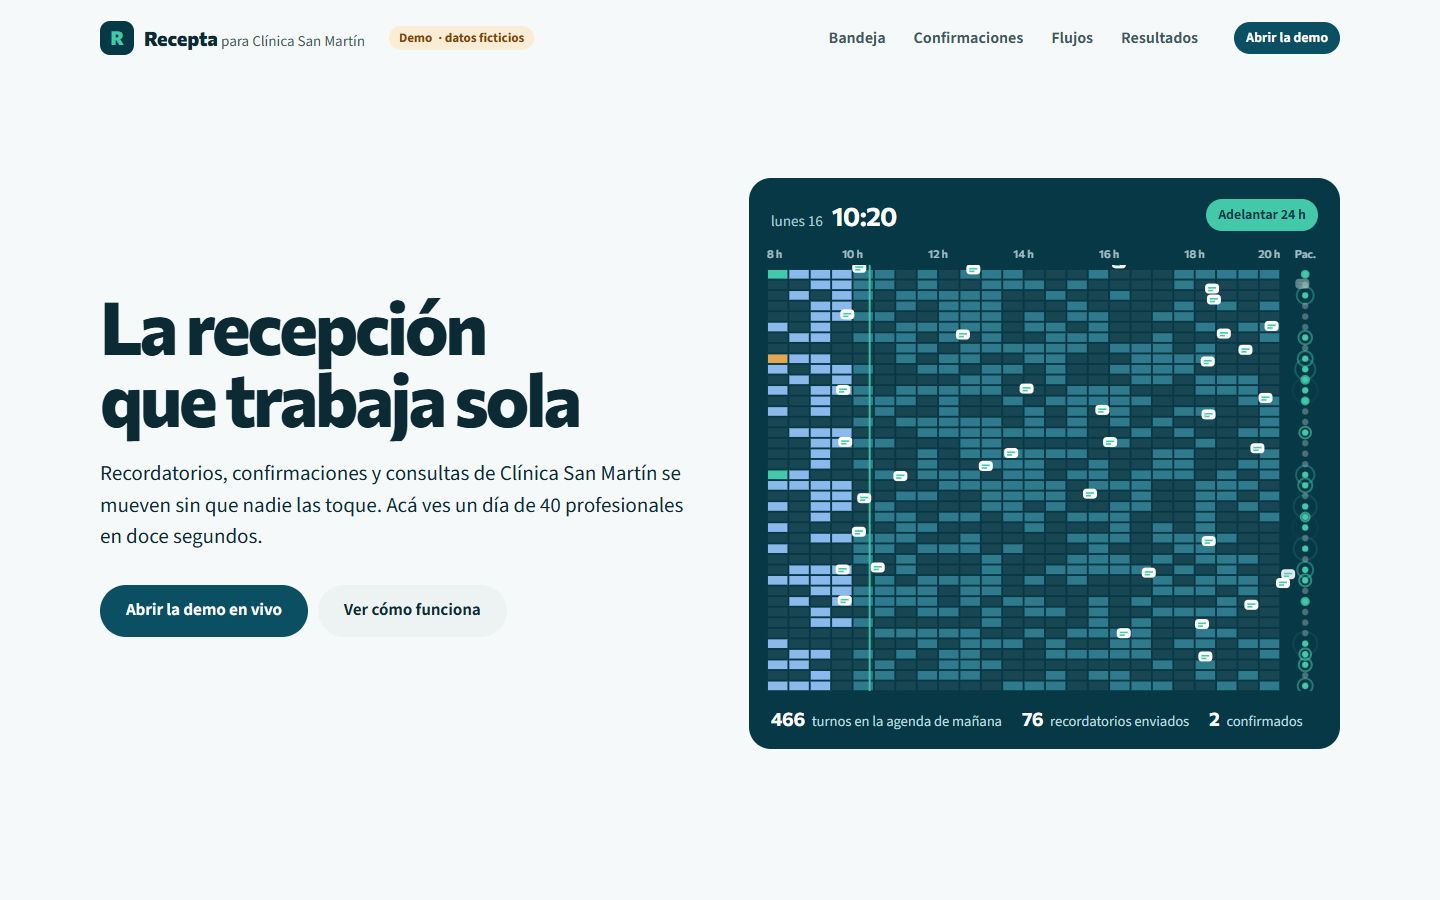 R Recepta para Clínica San Martín Demo · datos ficticios Bandeja Confirmaciones Flujos Resultados Abrir la demo
La recepción
que trabaja sola
Recordatorios, confirmaciones y consultas de Clínica San Martín se
mueven sin que nadie las toque. Acá ves un día de 40 profesionales
en doce segundos.
Abrir la demo en vivo Ver cómo funciona
lunes 16 10:20 Adelantar 24 h
8 h 10 h 12 h 14 h 16 h 18 h 20 h Pac.
466 turnos en la agenda de mañana 76 recordatorios enviados 2 confirmados